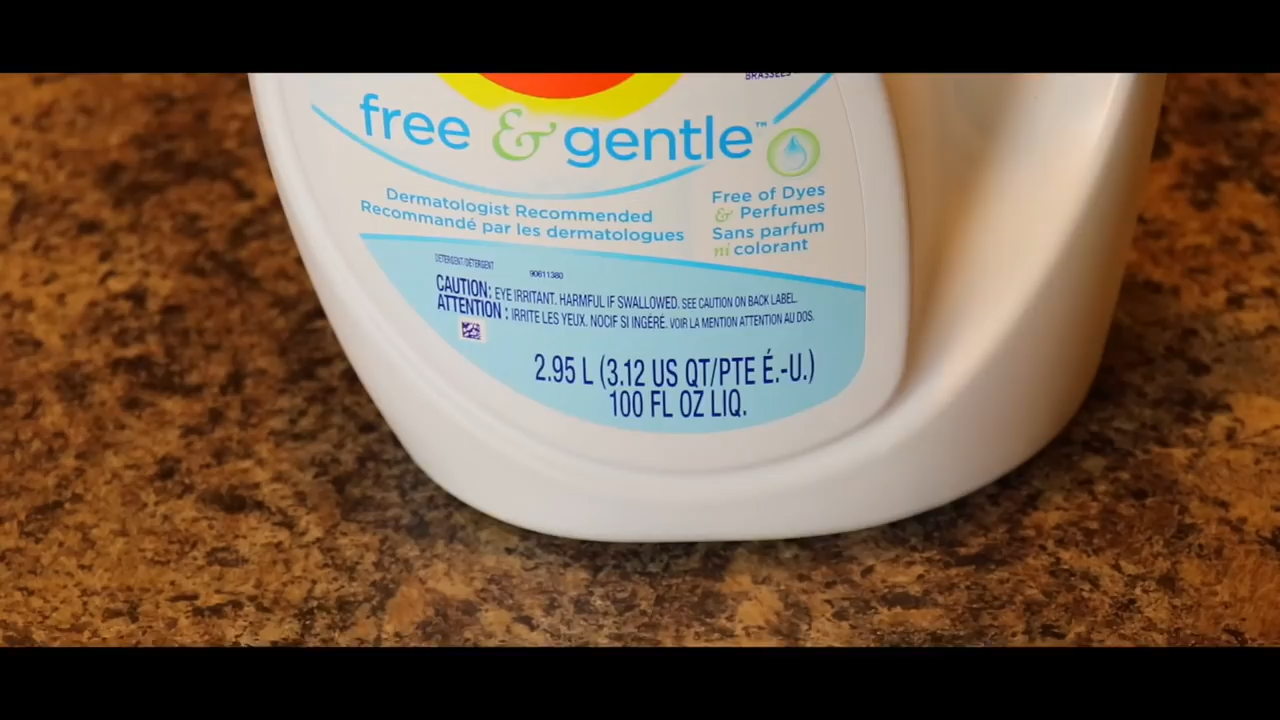 BRASSÉES
free & gentle™
Dermatologist Recommended
Recommandé par les dermatologues
Free of Dyes
& Perfumes
Sans parfum
ni colorant
DETERGENT/DÉTERGENT
90611380
CAUTION: EYE IRRITANT. HARMFUL IF SWALLOWED. SEE CAUTION ON BACK LABEL.
ATTENTION : IRRITE LES YEUX. NOCIF SI INGÉRÉ. VOIR LA MENTION ATTENTION AU DOS.
2.95 L (3.12 US QT/PTE É.-U.)
100 FL OZ LIQ.